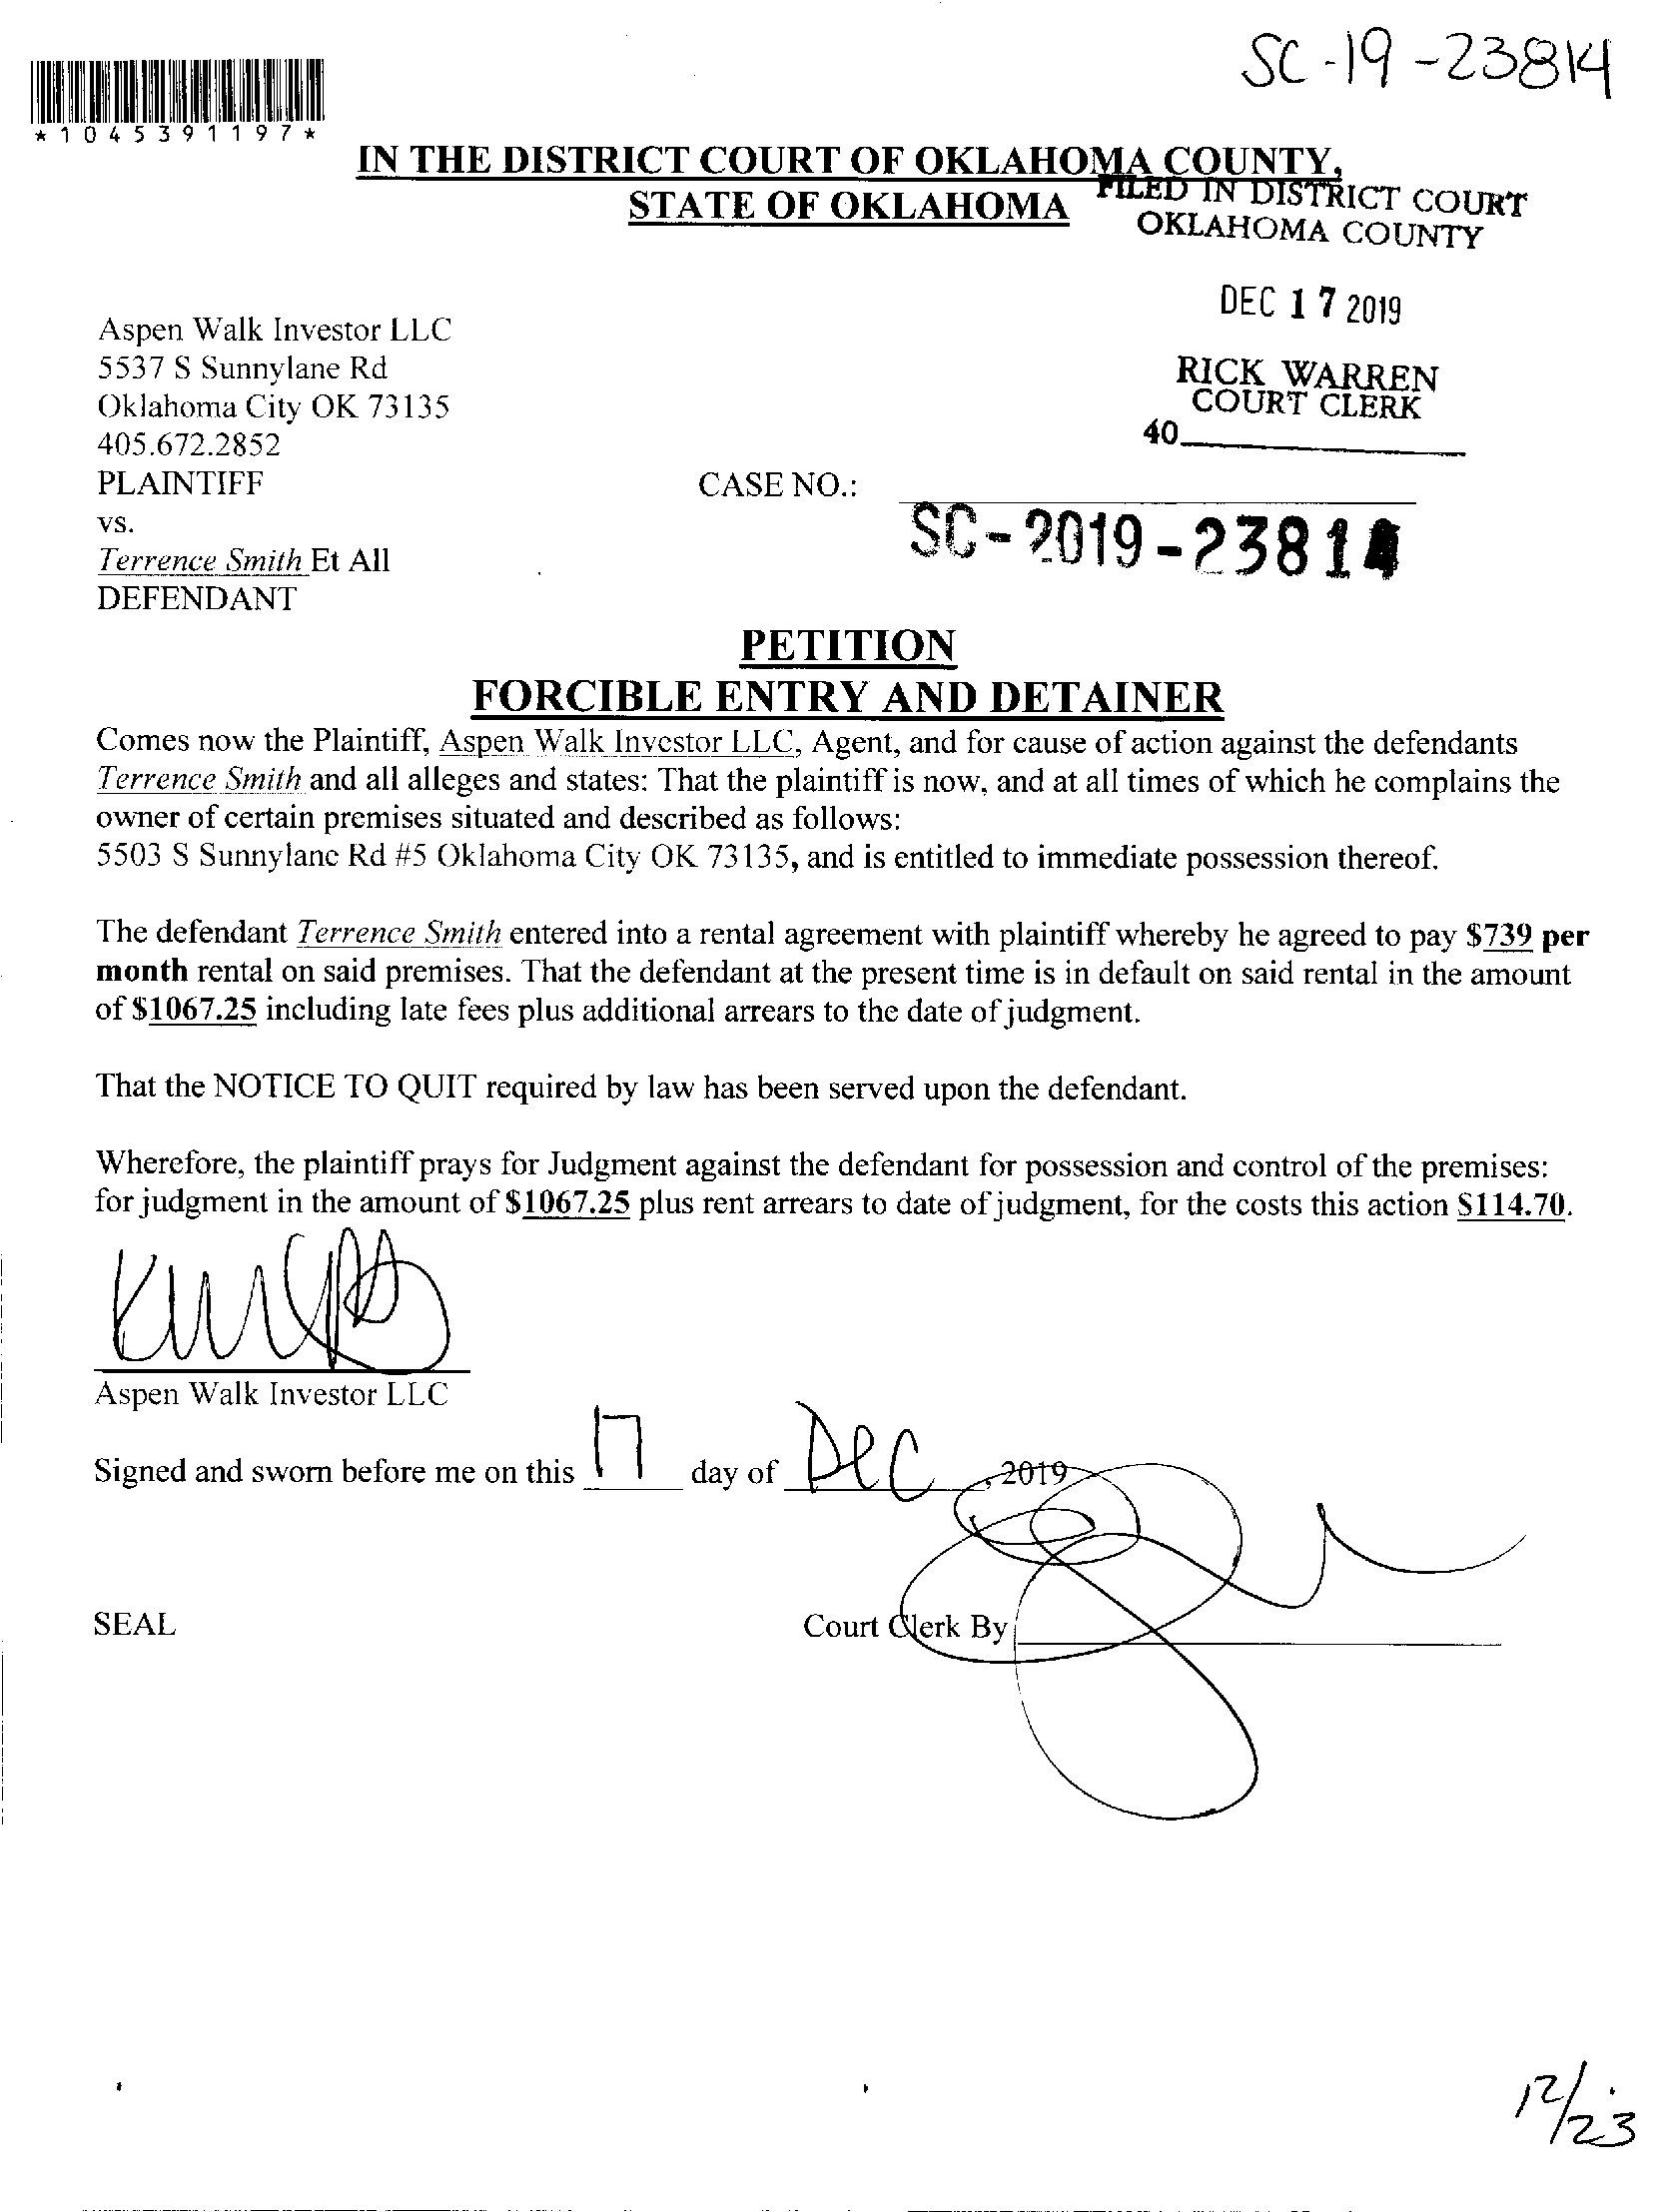 SC-19-23814
*1045391197*
IN THE DISTRICT COURT OF OKLAHOMA COUNTY,
STATE OF OKLAHOMA
FILED IN DISTRICT COURT
OKLAHOMA COUNTY
DEC 17 2019
RICK WARREN
COURT CLERK
40
Aspen Walk Investor LLC
5537 S Sunnylane Rd
Oklahoma City OK 73135
405.672.2852
PLAINTIFF
CASE NO.:
vs.
SC-2019-23814
Terrence Smith Et All
DEFENDANT
PETITION
FORCIBLE ENTRY AND DETAINER
Comes now the Plaintiff, Aspen Walk Investor LLC, Agent, and for cause of action against the defendants
Terrence Smith and all alleges and states: That the plaintiff is now, and at all times of which he complains the
owner of certain premises situated and described as follows:
5503 S Sunnylane Rd #5 Oklahoma City OK 73135, and is entitled to immediate possession thereof.
The defendant Terrence Smith entered into a rental agreement with plaintiff whereby he agreed to pay $739 per
month rental on said premises. That the defendant at the present time is in default on said rental in the amount
of $1067.25 including late fees plus additional arrears to the date of judgment.
That the NOTICE TO QUIT required by law has been served upon the defendant.
Wherefore, the plaintiff prays for Judgment against the defendant for possession and control of the premises:
for judgment in the amount of $1067.25 plus rent arrears to date of judgment, for the costs this action $114.70.
Aspen Walk Investor LLC
Signed and sworn before me on this 17 day of Dec, 2019
SEAL
Court Clerk By
12/23